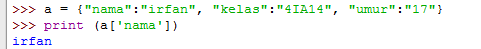 >>> a = {"nama":"irfan", "kelas":"4IA14", "umur":"17"}
>>> print (a['nama'])
irfan